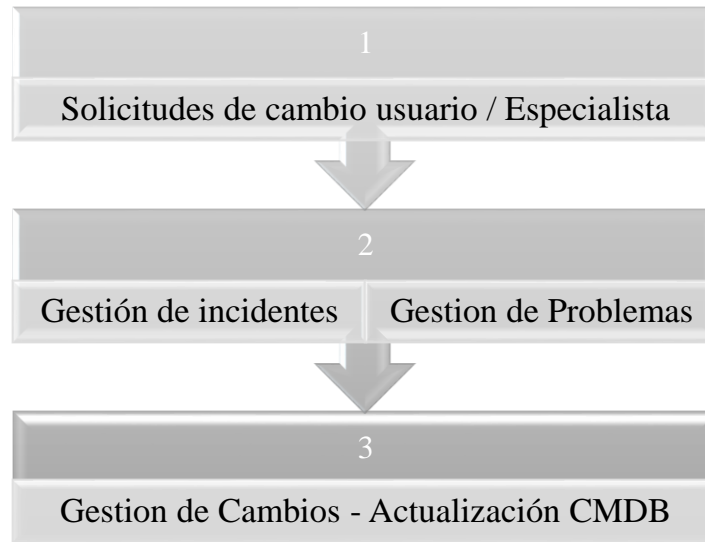 1
Solicitudes de cambio usuario / Especialista
2
Gestión de incidentes Gestion de Problemas
3
Gestion de Cambios - Actualización CMDB